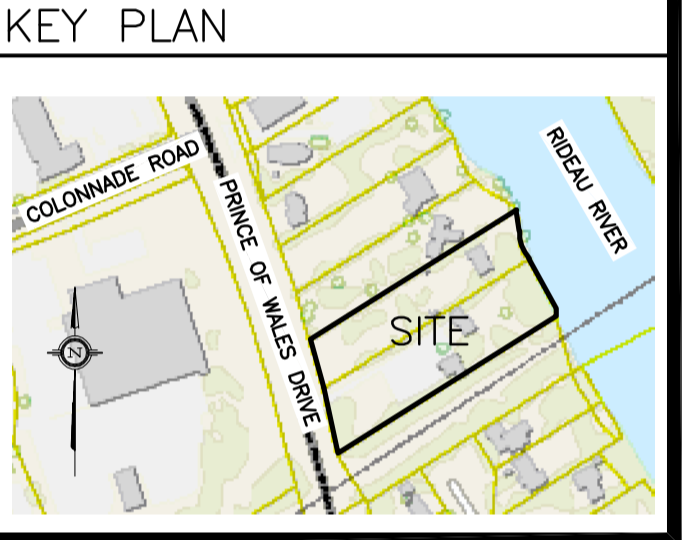 KEY PLAN
COLONNADE ROAD
PRINCE OF WALES DRIVE
RIDEAU RIVER
SITE
N